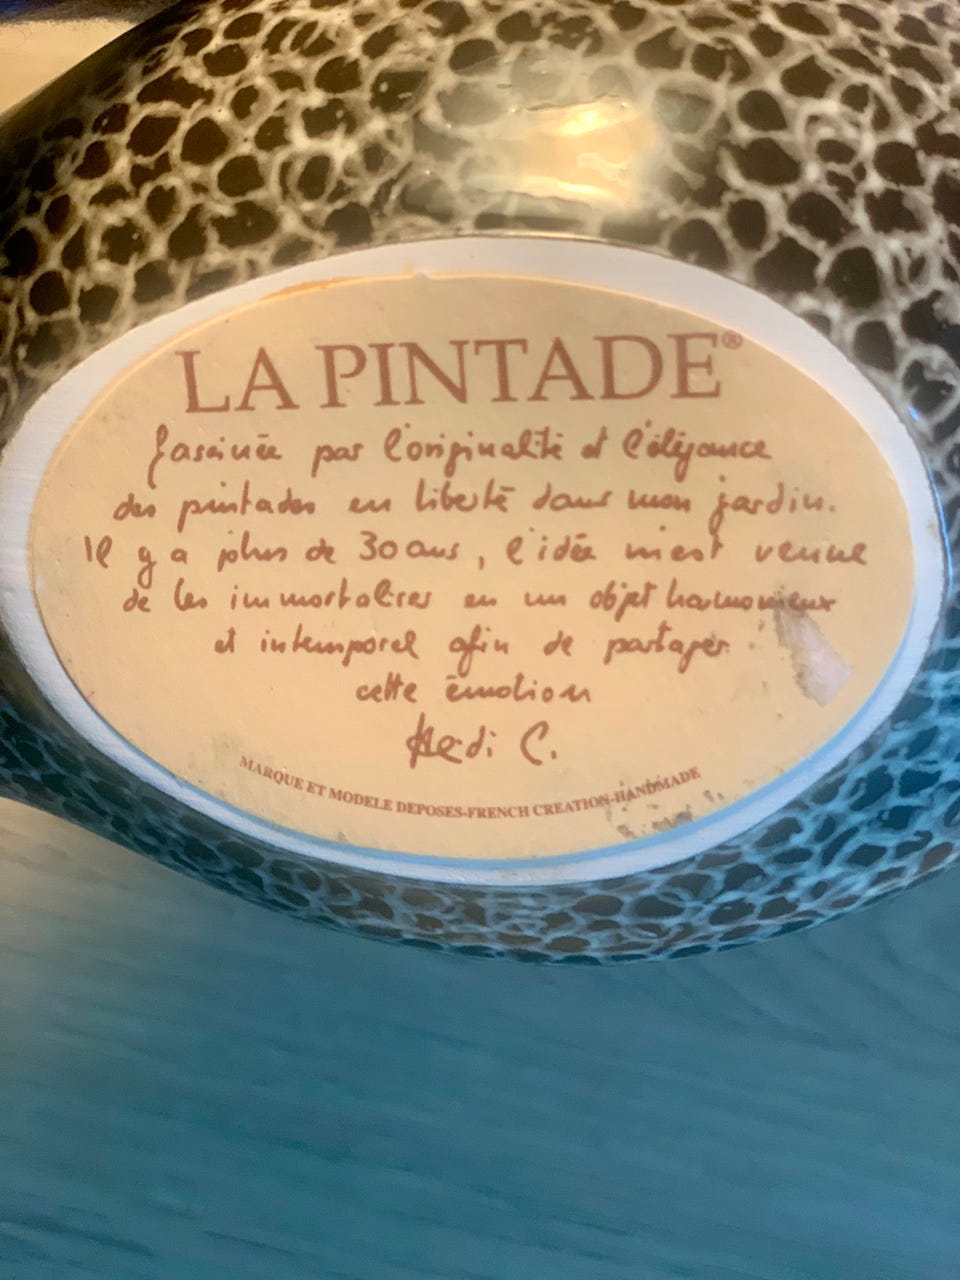 LA PINTADE®
fascinée par l'originalité et l'élégance
des pintades en liberté dans mon jardin.
Il y a plus de 30 ans, l'idée m'est venue
de les immortaliser en un objet harmonieux
et intemporel afin de partager
cette émotion
Hedi C.
MARQUE ET MODELE DEPOSES-FRENCH CREATION-HANDMADE